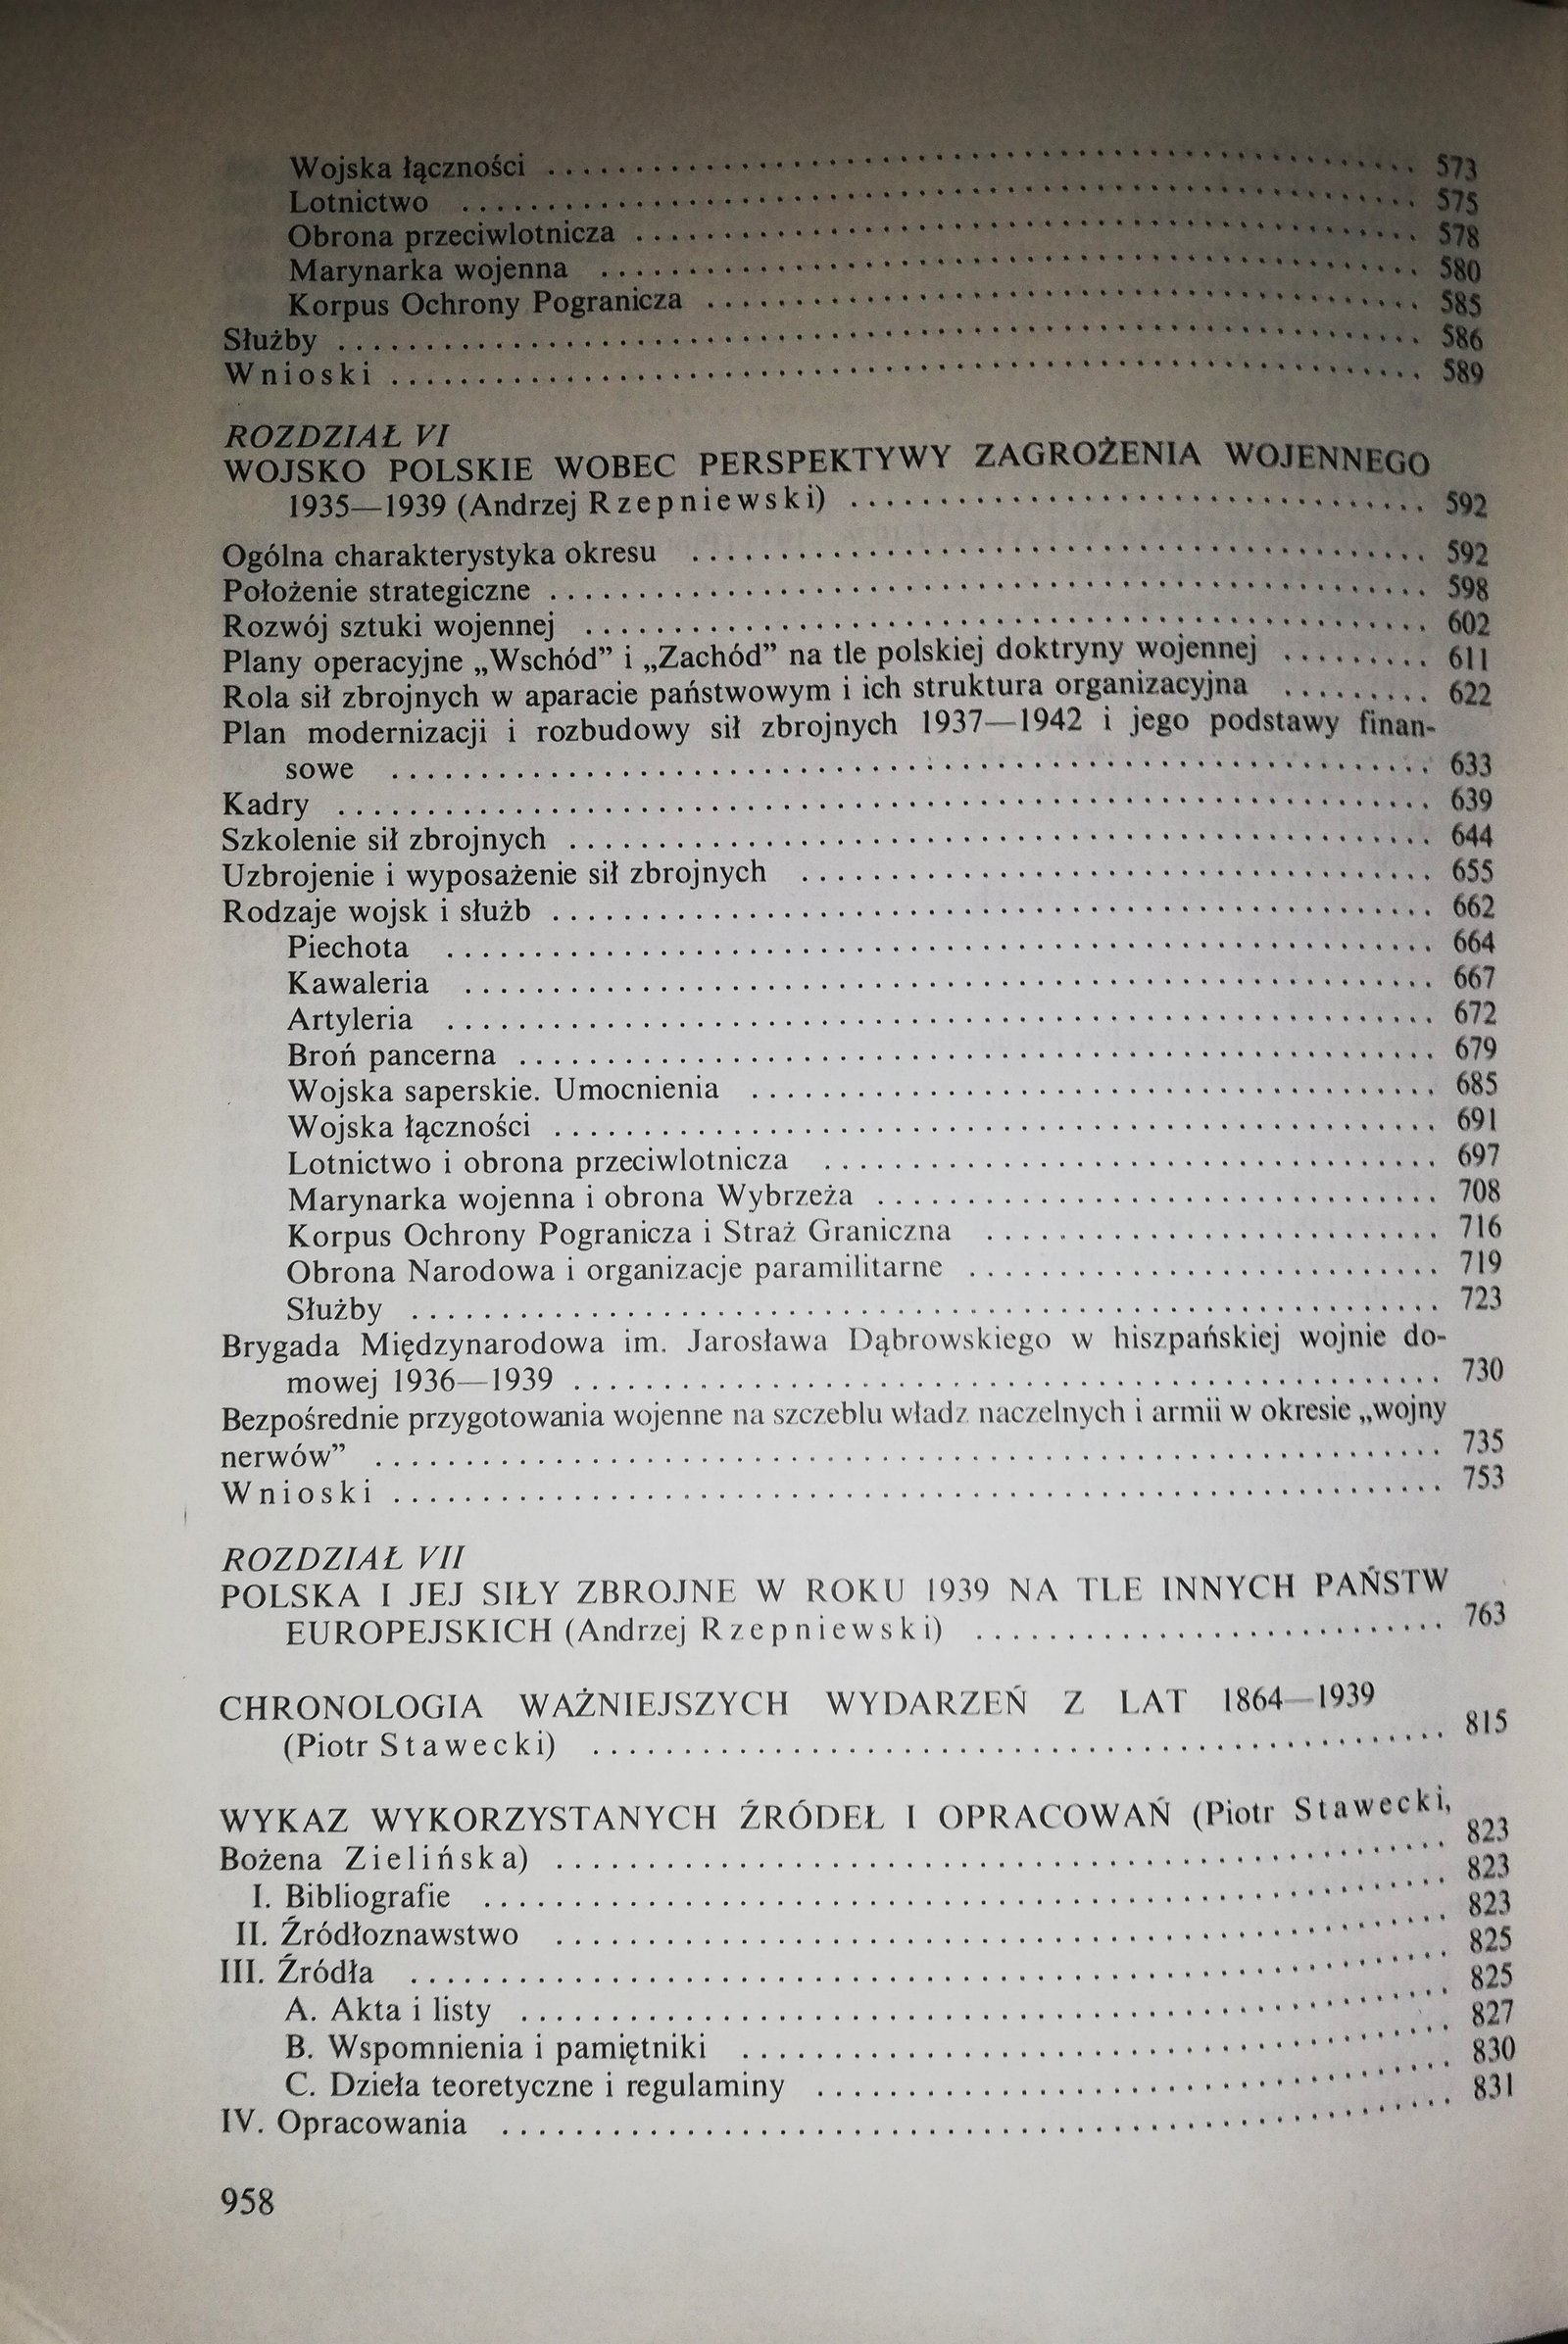 Wojska łączności ........ 573
Lotnictwo ........ 575
Obrona przeciwlotnicza ........ 578
Marynarka wojenna ........ 580
Korpus Ochrony Pogranicza ........ 585
Służby ........ 586
Wnioski ........ 589
ROZDZIAŁ VI
WOJSKO POLSKIE WOBEC PERSPEKTYWY ZAGROŻENIA WOJENNEGO
1935—1939 (Andrzej Rzepniewski) ........ 592
Ogólna charakterystyka okresu ........ 592
Położenie strategiczne ........ 598
Rozwój sztuki wojennej ........ 602
Plany operacyjne „Wschód” i „Zachód” na tle polskiej doktryny wojennej ........ 611
Rola sił zbrojnych w aparacie państwowym i ich struktura organizacyjna ........ 622
Plan modernizacji i rozbudowy sił zbrojnych 1937—1942 i jego podstawy finan-
sowe ........ 633
Kadry ........ 639
Szkolenie sił zbrojnych ........ 644
Uzbrojenie i wyposażenie sił zbrojnych ........ 655
Rodzaje wojsk i służb ........ 662
Piechota ........ 664
Kawaleria ........ 667
Artyleria ........ 672
Broń pancerna ........ 679
Wojska saperskie. Umocnienia ........ 685
Wojska łączności ........ 691
Lotnictwo i obrona przeciwlotnicza ........ 697
Marynarka wojenna i obrona Wybrzeża ........ 708
Korpus Ochrony Pogranicza i Straż Graniczna ........ 716
Obrona Narodowa i organizacje paramilitarne ........ 719
Służby ........ 723
Brygada Międzynarodowa im. Jarosława Dąbrowskiego w hiszpańskiej wojnie do-
mowej 1936—1939 ........ 730
Bezpośrednie przygotowania wojenne na szczeblu władz naczelnych i armii w okresie „wojny
nerwów” ........ 735
Wnioski ........ 753
ROZDZIAŁ VII
POLSKA I JEJ SIŁY ZBROJNE W ROKU 1939 NA TLE INNYCH PAŃSTW
EUROPEJSKICH (Andrzej Rzepniewski) ........ 763
CHRONOLOGIA WAŻNIEJSZYCH WYDARZEŃ Z LAT 1864—1939
(Piotr Stawecki) ........ 815
WYKAZ WYKORZYSTANYCH ŹRÓDEŁ I OPRACOWAŃ (Piotr Stawecki,
Bożena Zielińska) ........ 823
I. Bibliografie ........ 823
II. Źródłoznawstwo ........ 823
III. Źródła ........ 825
A. Akta i listy ........ 825
B. Wspomnienia i pamiętniki ........ 827
C. Dzieła teoretyczne i regulaminy ........ 830
IV. Opracowania ........ 831
958